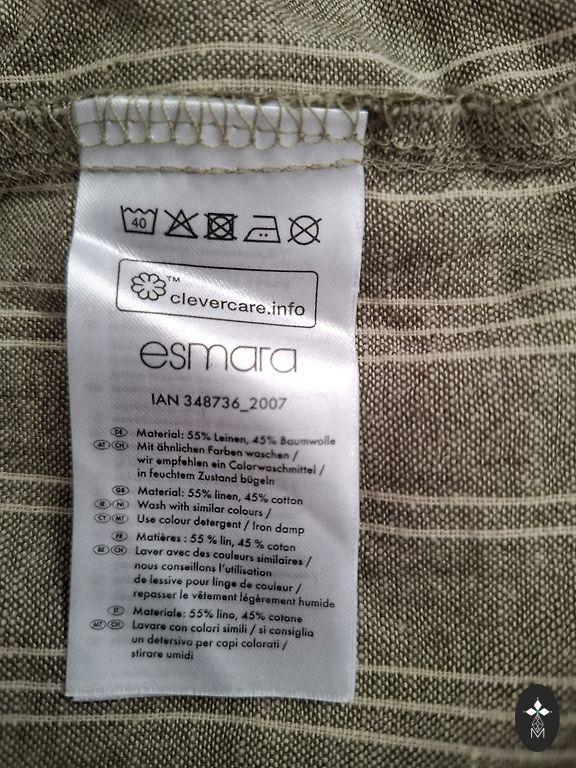 40
™
clevercare.info
esmara
IAN 348736_2007
DE Material: 55% Leinen, 45% Baumwolle
AT CH Mit ähnlichen Farben waschen /
wir empfehlen ein Colorwaschmittel /
in feuchtem Zustand bügeln
GB Material: 55% linen, 45% cotton
IE NI Wash with similar colours /
CY MT Use colour detergent / Iron damp
FR Matières : 55 % lin, 45 % coton
BE CH Laver avec des couleurs similaires /
nous conseillons l'utilisation
de lessive pour linge de couleur /
repasser le vêtement légèrement humide
IT Materiale: 55% lino, 45% cotone
MT CH Lavare con colori simili / si consiglia
un detersivo per capi colorati /
stirare umidi
M